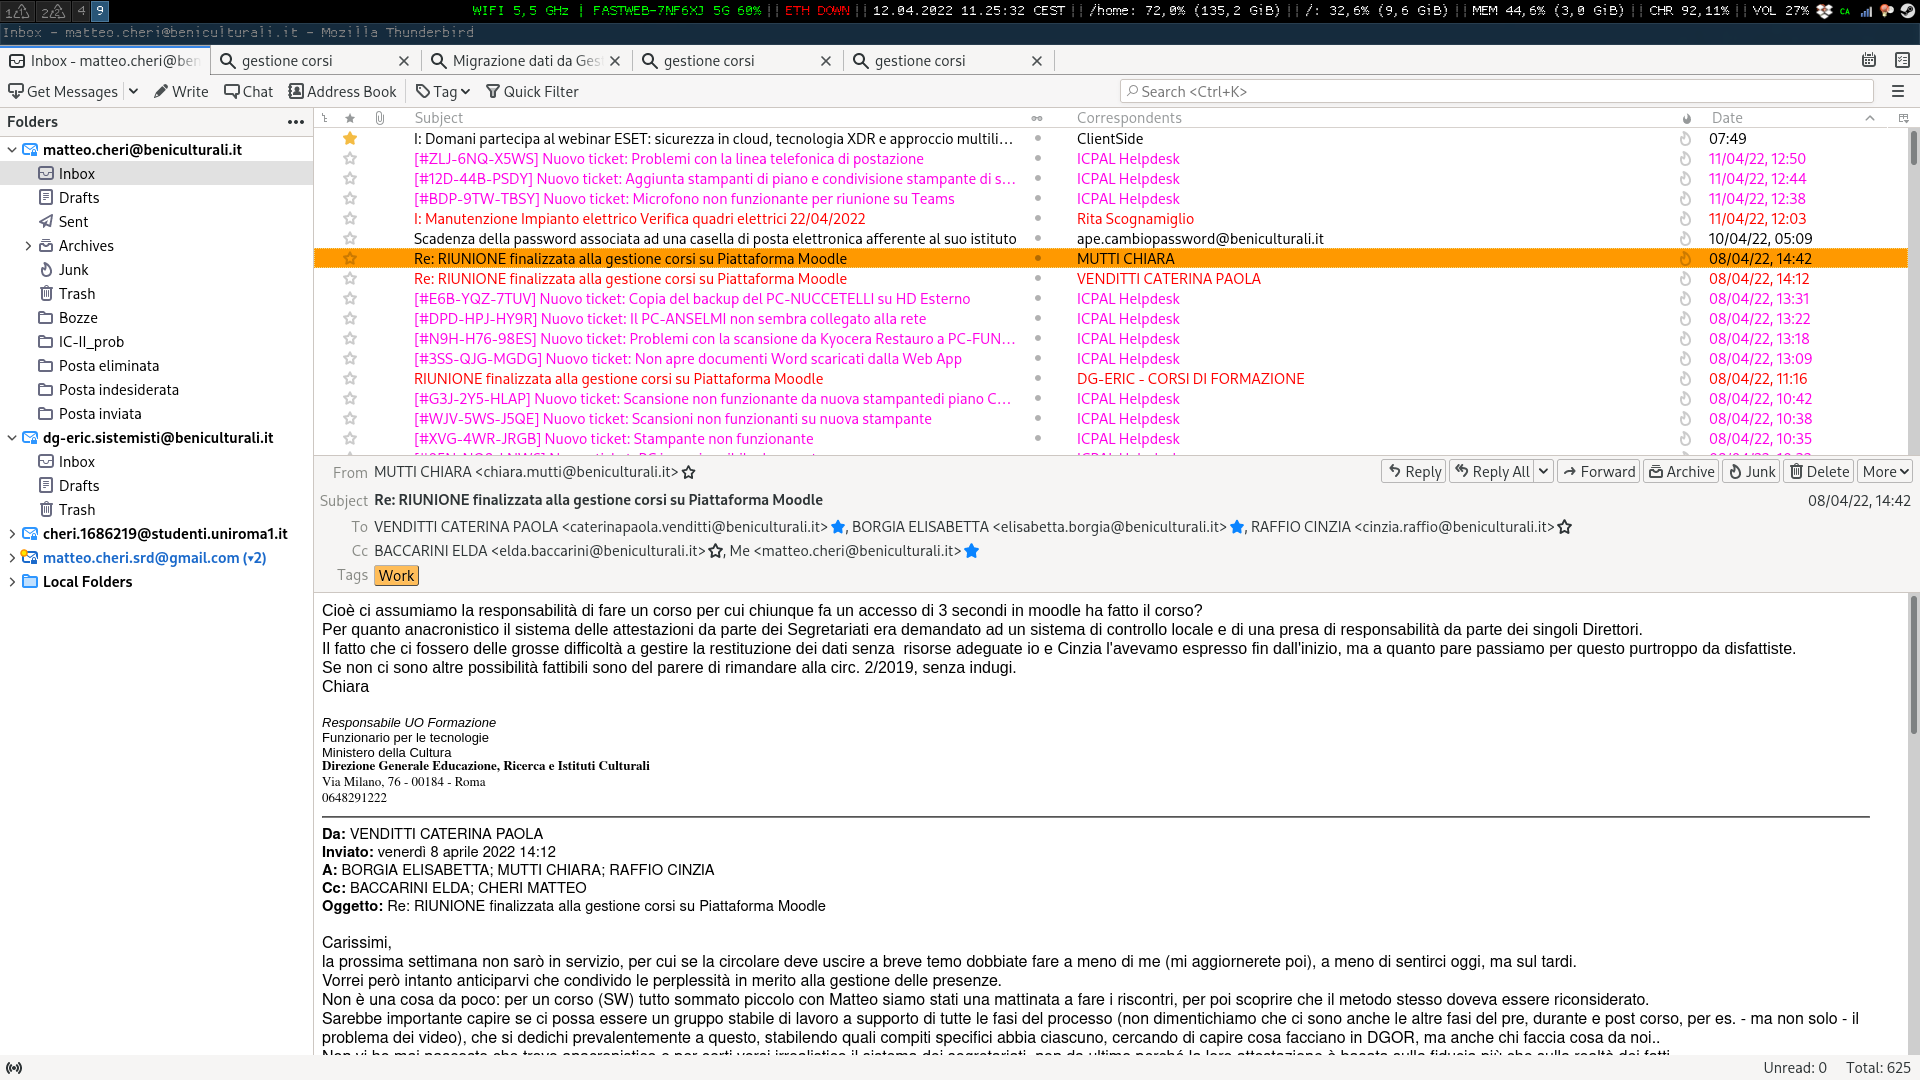 1 2 4 9 WIFI 5,5 GHz | FASTWEB-7NF6XJ 5G 60% || ETH DOWN || 12.04.2022 11.25:32 CEST || /home: 72,0% (135,2 GiB) || /: 32,6% (9,6 GiB) || MEM 44,6% (3,0 GiB) || CHR 92,11% || VOL 27% CA
Inbox - matteo.cheri@beniculturali.it - Mozilla Thunderbird
Inbox - matteo.cheri@ben gestione corsi Migrazione dati da Ges gestione corsi gestione corsi
Get Messages Write Chat Address Book Tag Quick Filter Search <Ctrl+K>
Folders
matteo.cheri@beniculturali.it
Inbox
Drafts
Sent
Archives
Junk
Trash
Bozze
IC-II_prob
Posta eliminata
Posta indesiderata
Posta inviata
dg-eric.sistemisti@beniculturali.it
Inbox
Drafts
Trash
cheri.1686219@studenti.uniroma1.it
matteo.cheri.srd@gmail.com (▾2)
Local Folders
Subject Correspondents Date
I: Domani partecipa al webinar ESET: sicurezza in cloud, tecnologia XDR e approccio multili… ClientSide 07:49
[#ZLJ-6NQ-X5WS] Nuovo ticket: Problemi con la linea telefonica di postazione ICPAL Helpdesk 11/04/22, 12:50
[#12D-44B-PSDY] Nuovo ticket: Aggiunta stampanti di piano e condivisione stampante di s… ICPAL Helpdesk 11/04/22, 12:44
[#BDP-9TW-TBSY] Nuovo ticket: Microfono non funzionante per riunione su Teams ICPAL Helpdesk 11/04/22, 12:38
I: Manutenzione Impianto elettrico Verifica quadri elettrici 22/04/2022 Rita Scognamiglio 11/04/22, 12:03
Scadenza della password associata ad una casella di posta elettronica afferente al suo istituto ape.cambiopassword@beniculturali.it 10/04/22, 05:09
Re: RIUNIONE finalizzata alla gestione corsi su Piattaforma Moodle MUTTI CHIARA 08/04/22, 14:42
Re: RIUNIONE finalizzata alla gestione corsi su Piattaforma Moodle VENDITTI CATERINA PAOLA 08/04/22, 14:12
[#E6B-YQZ-7TUV] Nuovo ticket: Copia del backup del PC-NUCCETELLI su HD Esterno ICPAL Helpdesk 08/04/22, 13:31
[#DPD-HPJ-HY9R] Nuovo ticket: Il PC-ANSELMI non sembra collegato alla rete ICPAL Helpdesk 08/04/22, 13:22
[#N9H-H76-98ES] Nuovo ticket: Problemi con la scansione da Kyocera Restauro a PC-FUN… ICPAL Helpdesk 08/04/22, 13:18
[#3SS-QJG-MGDG] Nuovo ticket: Non apre documenti Word scaricati dalla Web App ICPAL Helpdesk 08/04/22, 13:09
RIUNIONE finalizzata alla gestione corsi su Piattaforma Moodle DG-ERIC - CORSI DI FORMAZIONE 08/04/22, 11:16
[#G3J-2Y5-HLAP] Nuovo ticket: Scansione non funzionante da nuova stampantedi piano C… ICPAL Helpdesk 08/04/22, 10:42
[#WJV-5WS-J5QE] Nuovo ticket: Scansioni non funzionanti su nuova stampante ICPAL Helpdesk 08/04/22, 10:38
[#XVG-4WR-JRGB] Nuovo ticket: Stampante non funzionante ICPAL Helpdesk 08/04/22, 10:35
From MUTTI CHIARA <chiara.mutti@beniculturali.it> Reply Reply All Forward Archive Junk Delete More
Subject Re: RIUNIONE finalizzata alla gestione corsi su Piattaforma Moodle 08/04/22, 14:42
To VENDITTI CATERINA PAOLA <caterinapaola.venditti@beniculturali.it>, BORGIA ELISABETTA <elisabetta.borgia@beniculturali.it>, RAFFIO CINZIA <cinzia.raffio@beniculturali.it>
Cc BACCARINI ELDA <elda.baccarini@beniculturali.it>, Me <matteo.cheri@beniculturali.it>
Tags Work
Cioè ci assumiamo la responsabilità di fare un corso per cui chiunque fa un accesso di 3 secondi in moodle ha fatto il corso?
Per quanto anacronistico il sistema delle attestazioni da parte dei Segretariati era demandato ad un sistema di controllo locale e di una presa di responsabilità da parte dei singoli Direttori.
Il fatto che ci fossero delle grosse difficoltà a gestire la restituzione dei dati senza risorse adeguate io e Cinzia l'avevamo espresso fin dall'inizio, ma a quanto pare passiamo per questo purtroppo da disfattiste.
Se non ci sono altre possibilità fattibili sono del parere di rimandare alla circ. 2/2019, senza indugi.
Chiara
Responsabile UO Formazione
Funzionario per le tecnologie
Ministero della Cultura
Direzione Generale Educazione, Ricerca e Istituti Culturali
Via Milano, 76 - 00184 - Roma
0648291222
Da: VENDITTI CATERINA PAOLA
Inviato: venerdì 8 aprile 2022 14:12
A: BORGIA ELISABETTA; MUTTI CHIARA; RAFFIO CINZIA
Cc: BACCARINI ELDA; CHERI MATTEO
Oggetto: Re: RIUNIONE finalizzata alla gestione corsi su Piattaforma Moodle
Carissimi,
la prossima settimana non sarò in servizio, per cui se la circolare deve uscire a breve temo dobbiate fare a meno di me (mi aggiornerete poi), a meno di sentirci oggi, ma sul tardi.
Vorrei però intanto anticiparvi che condivido le perplessità in merito alla gestione delle presenze.
Non è una cosa da poco: per un corso (SW) tutto sommato piccolo con Matteo siamo stati una mattinata a fare i riscontri, per poi scoprire che il metodo stesso doveva essere riconsiderato.
Sarebbe importante capire se ci possa essere un gruppo stabile di lavoro a supporto di tutte le fasi del processo (non dimentichiamo che ci sono anche le altre fasi del pre, durante e post corso, per es. - ma non solo - il
problema dei video), che si dedichi prevalentemente a questo, stabilendo quali compiti specifici abbia ciascuno, cercando di capire cosa facciano in DGOR, ma anche chi faccia cosa da noi..
Unread: 0 Total: 625